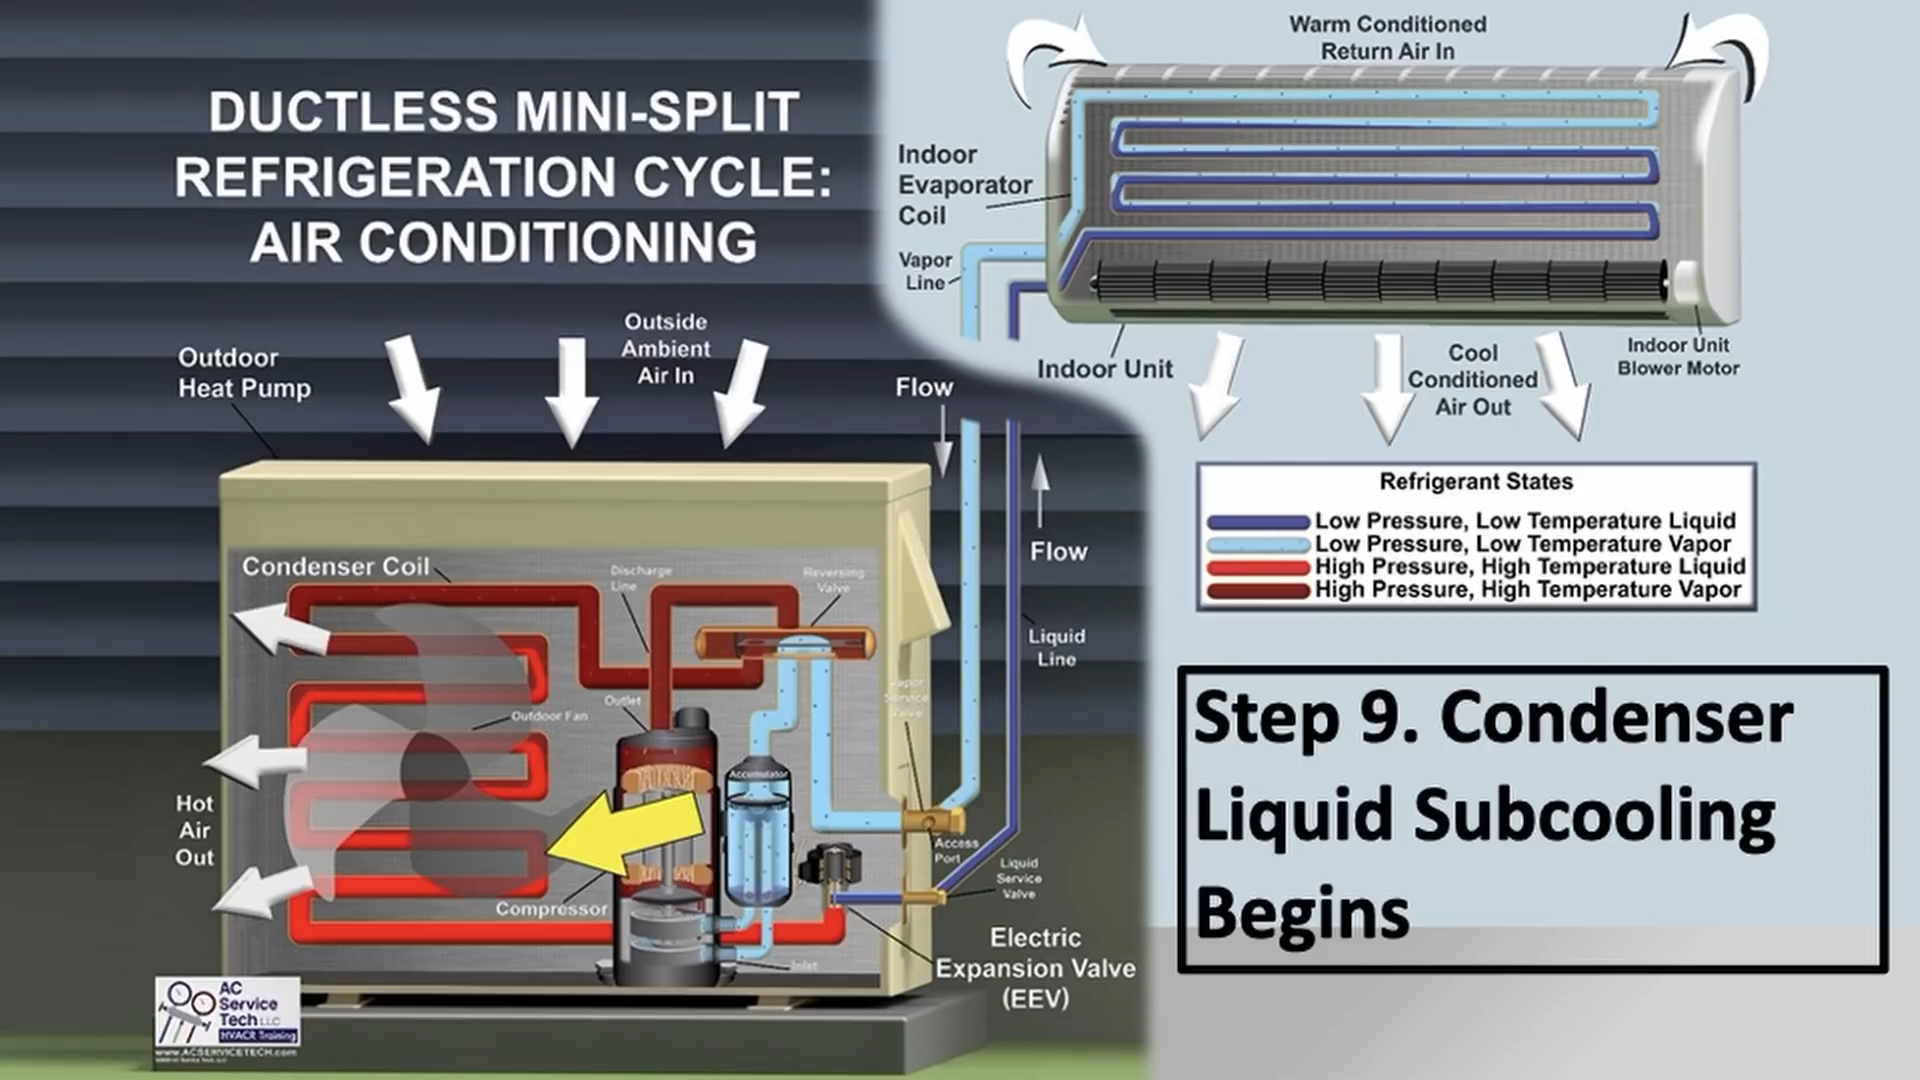 DUCTLESS MINI-SPLIT
REFRIGERATION CYCLE:
AIR CONDITIONING
Warm Conditioned
Return Air In
Indoor
Evaporator
Coil
Vapor
Line
Indoor Unit
Cool
Conditioned
Air Out
Indoor Unit
Blower Motor
Outdoor
Heat Pump
Outside
Ambient
Air In
Flow
Flow
Refrigerant States
Low Pressure, Low Temperature Liquid
Low Pressure, Low Temperature Vapor
High Pressure, High Temperature Liquid
High Pressure, High Temperature Vapor
Condenser Coil
Discharge
Line
Reversing
Valve
Liquid
Line
Vapor
Service
Valve
Outlet
Outdoor Fan
Accumulator
Hot
Air
Out
Access
Port
Liquid
Service
Valve
Compressor
Inlet
Electric
Expansion Valve
(EEV)
Step 9. Condenser
Liquid Subcooling
Begins
AC
Service
Tech LLC
HVACR Training
www.ACSERVICETECH.com